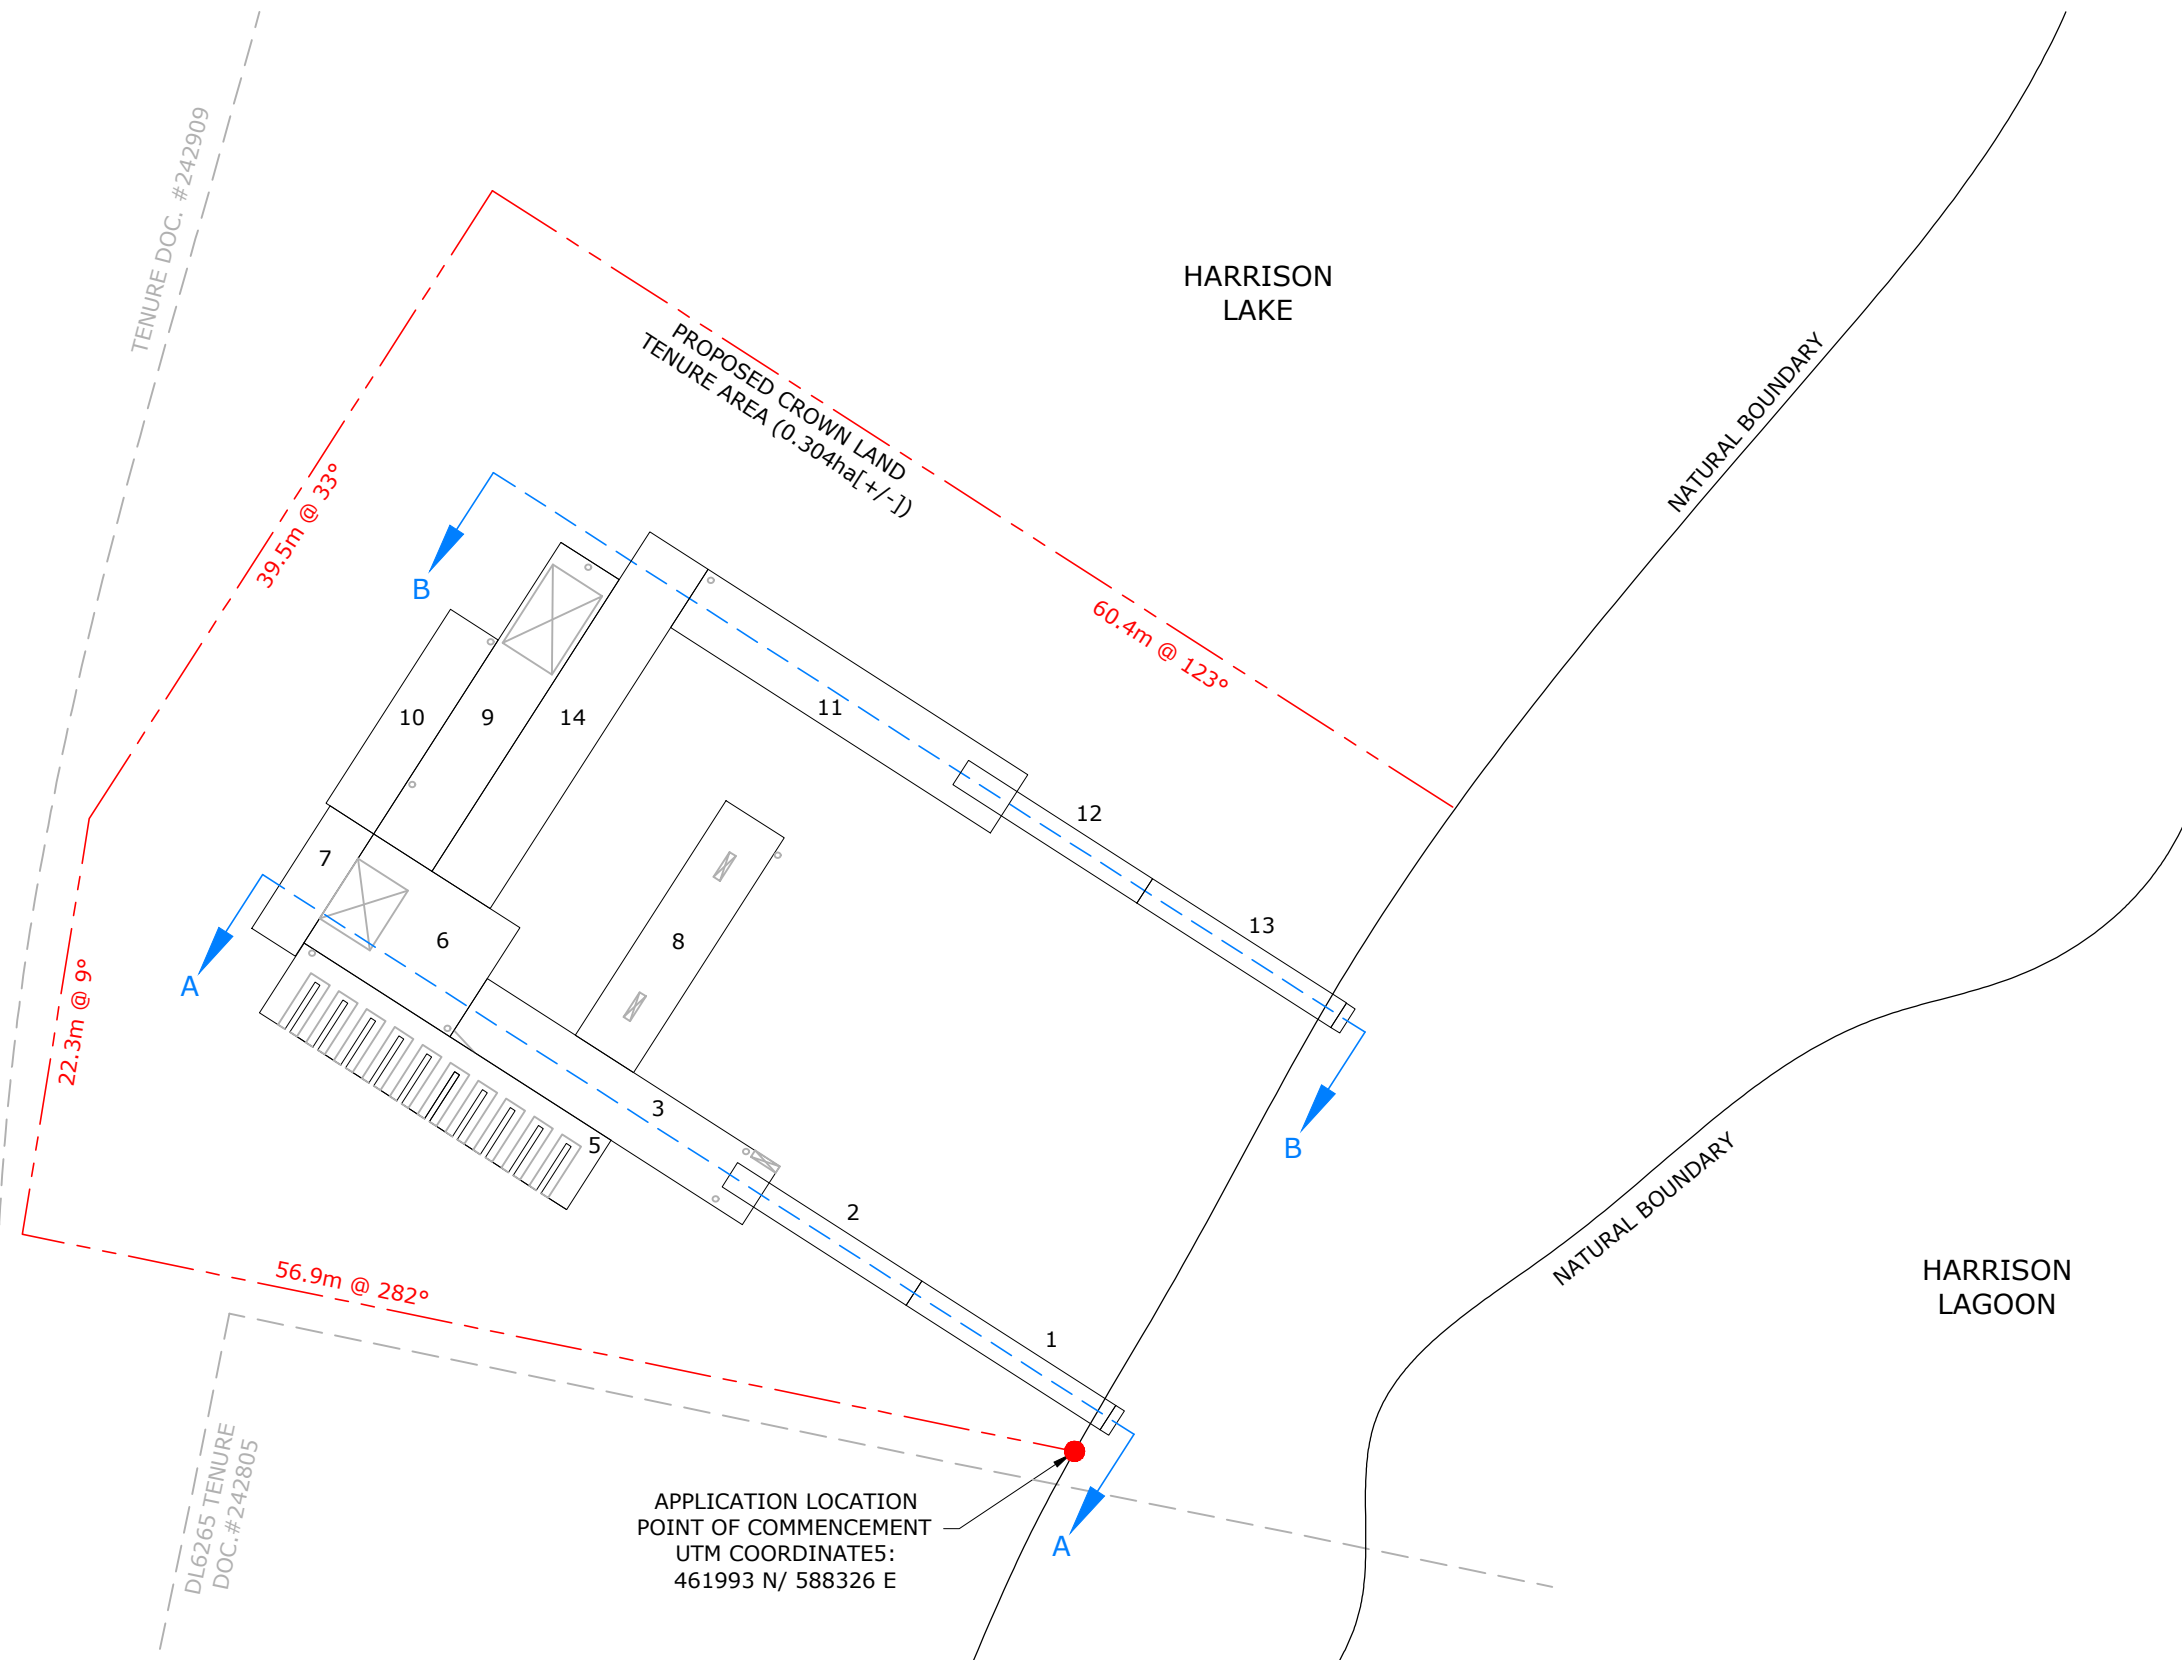 TENURE DOC. #242909
HARRISON
LAKE
PROPOSED CROWN LAND
TENURE AREA (0.304ha[+/-])
NATURAL BOUNDARY
39.5m @ 33°
B
60.4m @ 123°
10
9
14
11
12
7
13
6
8
A
22.3m @ 9°
3
5
B
NATURAL BOUNDARY
2
56.9m @ 282°
HARRISON
LAGOON
1
DL6265 TENURE
DOC.#242805
APPLICATION LOCATION
POINT OF COMMENCEMENT
UTM COORDINATE5:
461993 N/ 588326 E
A